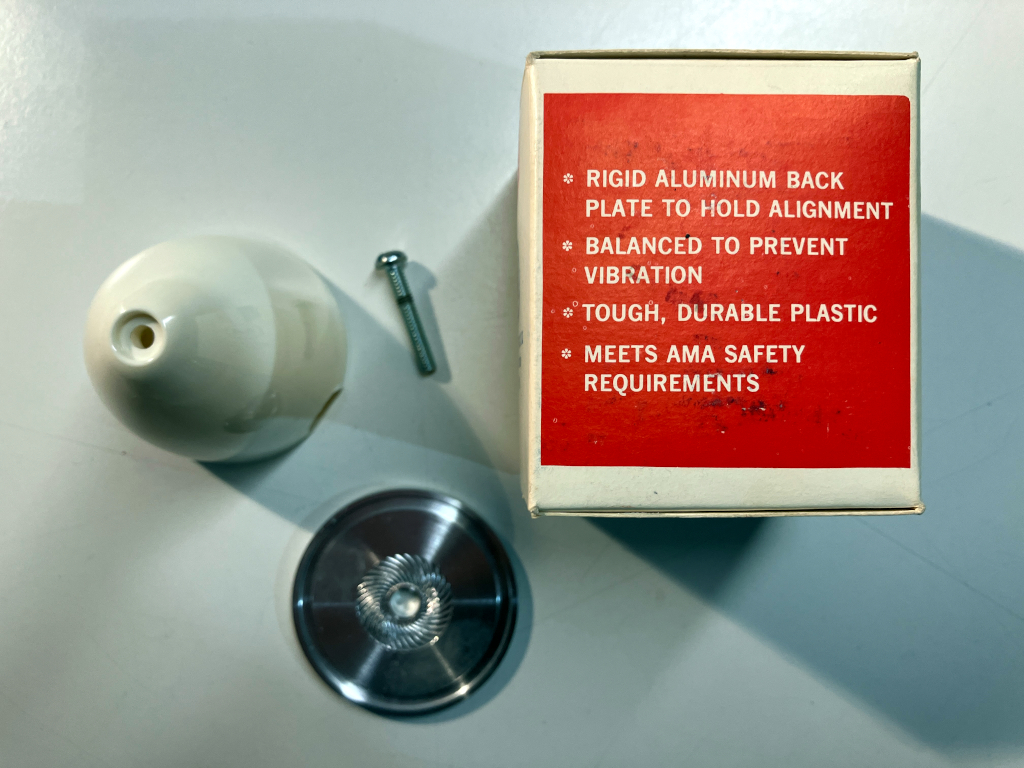 * RIGID ALUMINUM BACK
PLATE TO HOLD ALIGNMENT
* BALANCED TO PREVENT
VIBRATION
* TOUGH, DURABLE PLASTIC
* MEETS AMA SAFETY
REQUIREMENTS